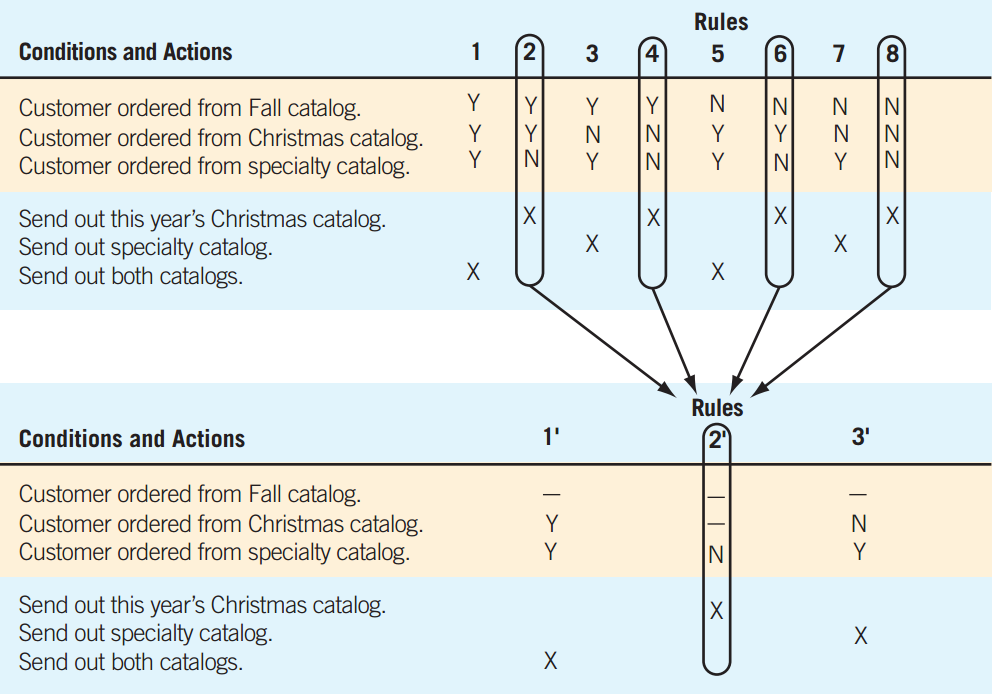 Rules
Conditions and Actions 1 2 3 4 5 6 7 8
Customer ordered from Fall catalog. Y Y Y Y N N N N
Customer ordered from Christmas catalog. Y Y N N Y Y N N
Customer ordered from specialty catalog. Y N Y N Y N Y N
Send out this year’s Christmas catalog. X X X X
Send out specialty catalog. X X
Send out both catalogs. X X
Rules
Conditions and Actions 1' 2' 3'
Customer ordered from Fall catalog. — — —
Customer ordered from Christmas catalog. Y — N
Customer ordered from specialty catalog. Y N Y
Send out this year’s Christmas catalog. X
Send out specialty catalog. X
Send out both catalogs. X